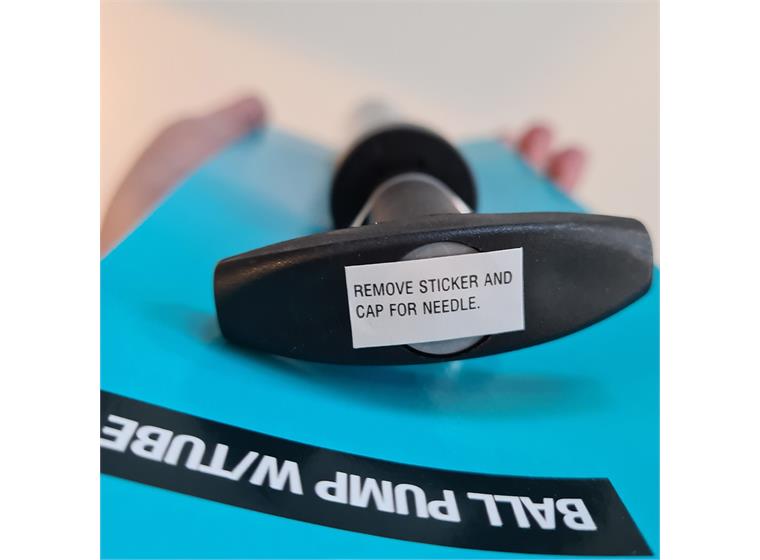 REMOVE STICKER AND
CAP FOR NEEDLE.
BALL PUMP W/TUBE